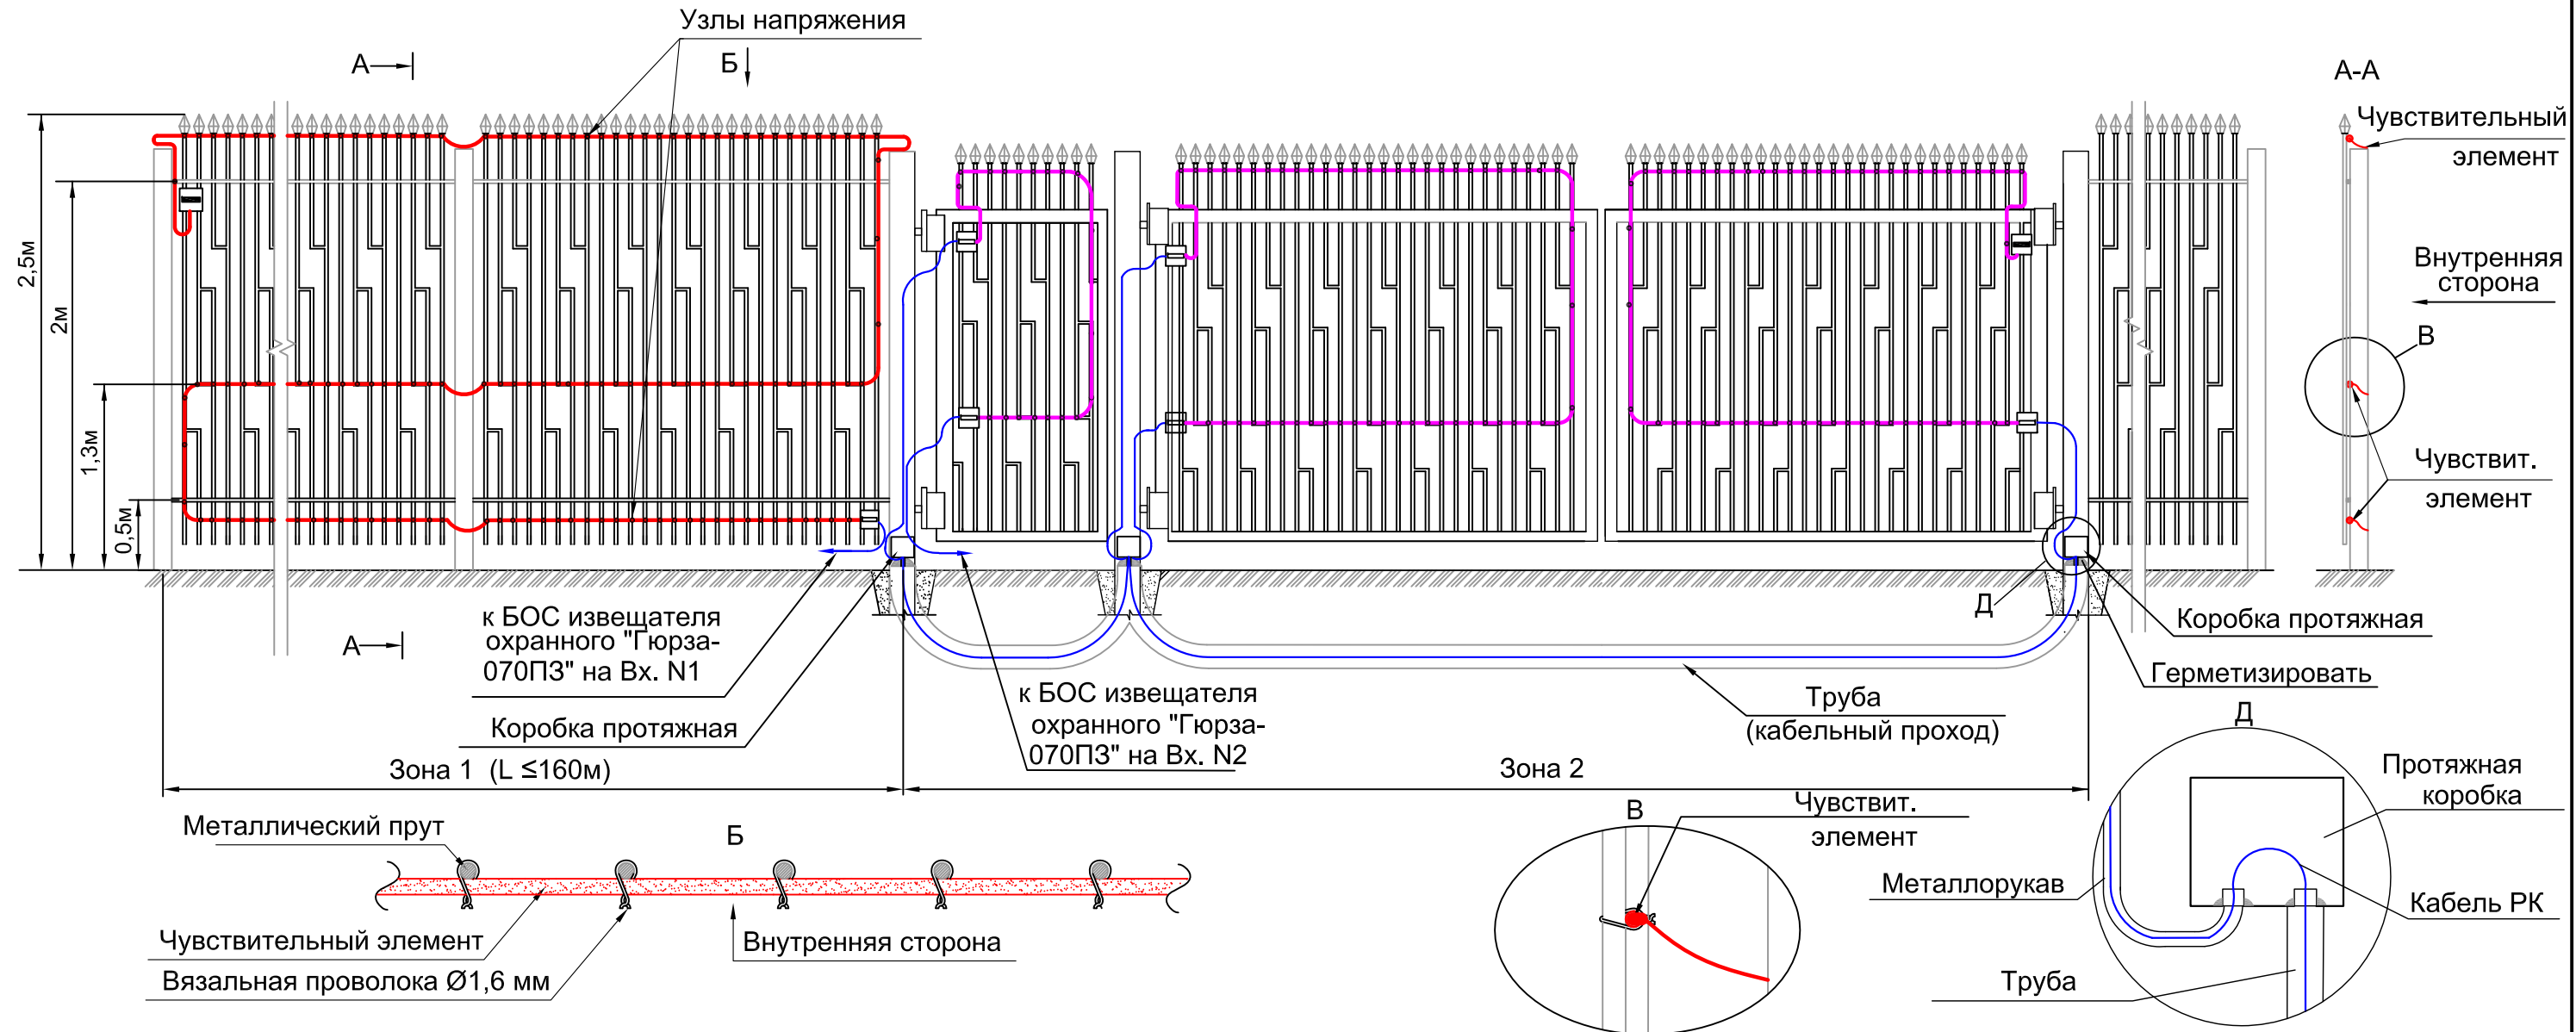 Узлы напряжения
А
Б
А-А
Чувствительный
элемент
2,5м
2м
1,3м
0,5м
Внутренняя
сторона
В
Чувствит.
элемент
А
к БОС извещателя
охранного "Гюрза-
070ПЗ" на Вх. N1
Коробка протяжная
к БОС извещателя
охранного "Гюрза-
070ПЗ" на Вх. N2
Д
Коробка протяжная
Герметизировать
Труба
(кабельный проход)
Зона 1 (L ≤160м)
Зона 2
Металлический прут
Б
Чувствительный элемент
Вязальная проволока Ø1,6 мм
Внутренняя сторона
В
Чувствит.
элемент
Д
Протяжная
коробка
Металлорукав
Кабель РК
Труба